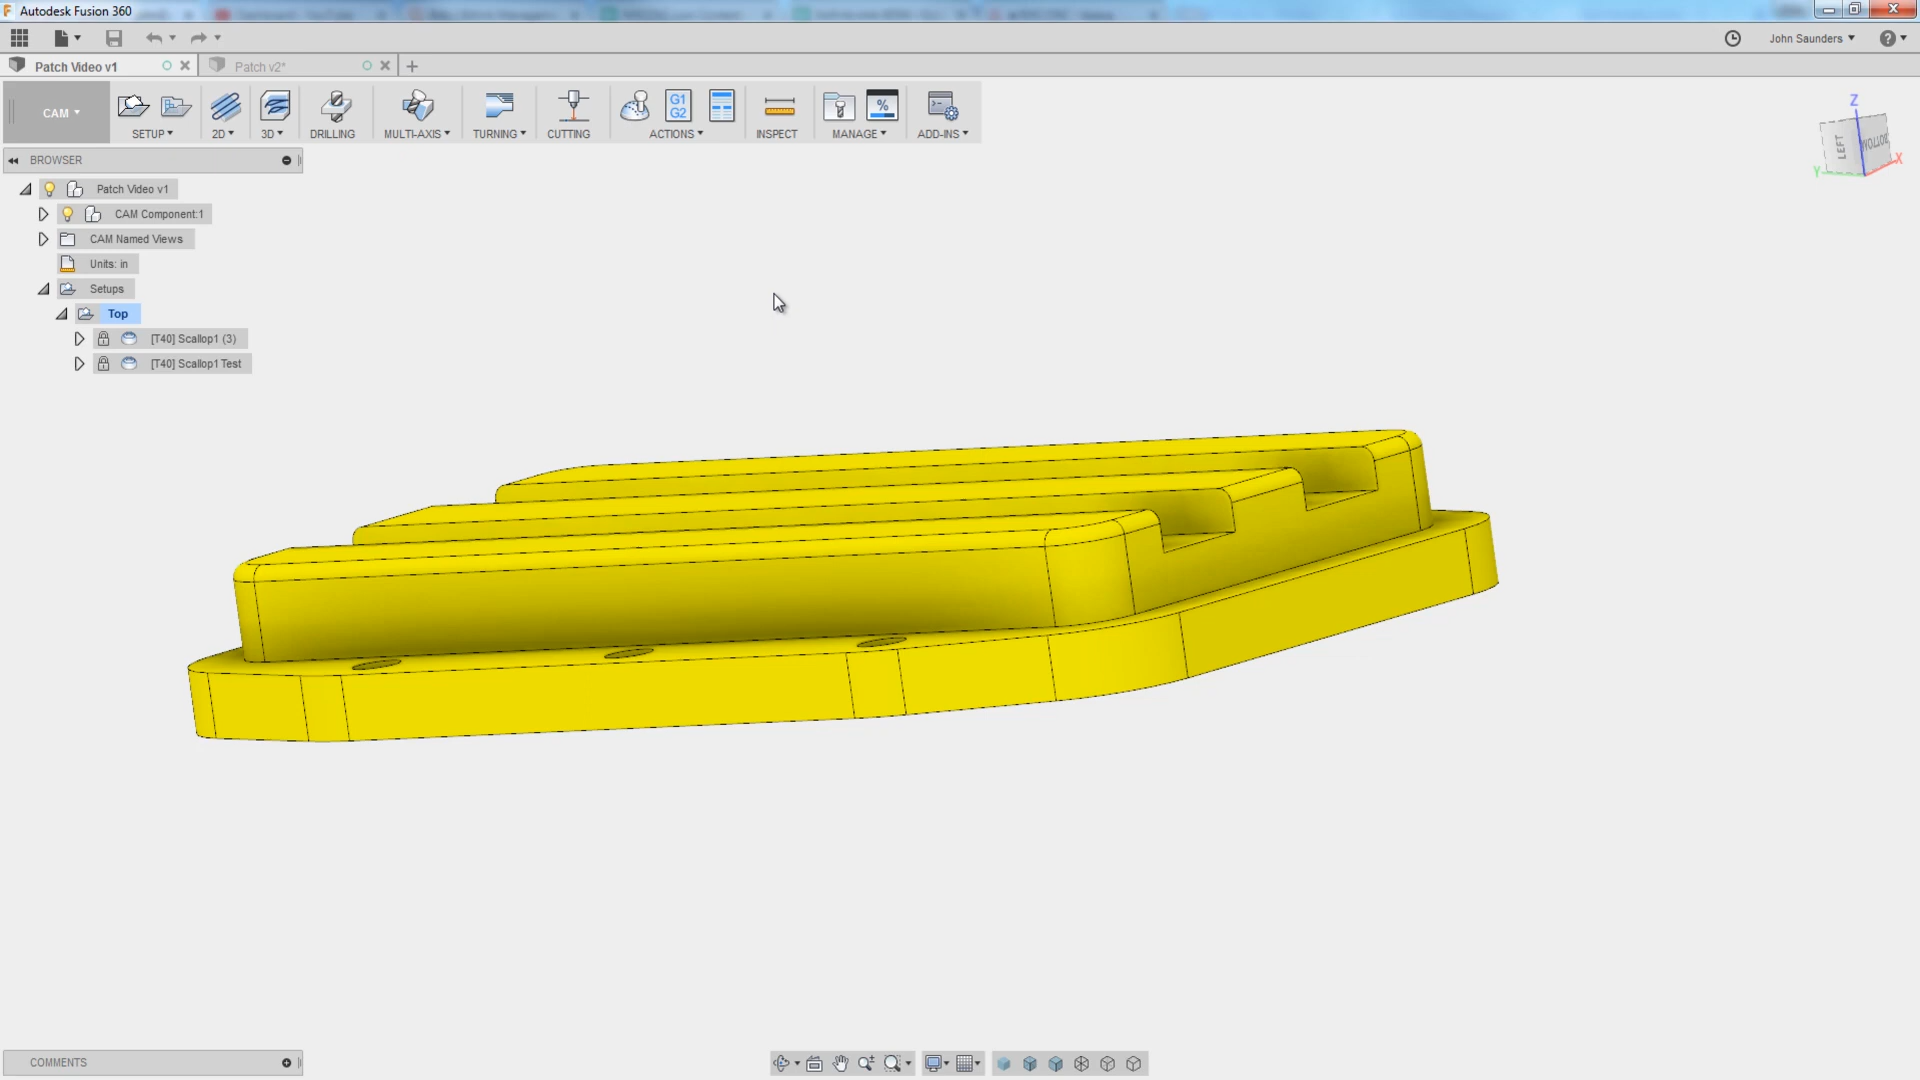 Autodesk Fusion 360
John Saunders
Patch Video v1
Patch v2*
CAM
SETUP
2D
3D
DRILLING
MULTI-AXIS
TURNING
CUTTING
G1
G2
ACTIONS
INSPECT
MANAGE
ADD-INS
BROWSER
Patch Video v1
CAM Component:1
CAM Named Views
Units: in
Setups
Top
[T40] Scallop1 (3)
[T40] Scallop1 Test
Z
LEFT
BOTTOM
Y
X
COMMENTS